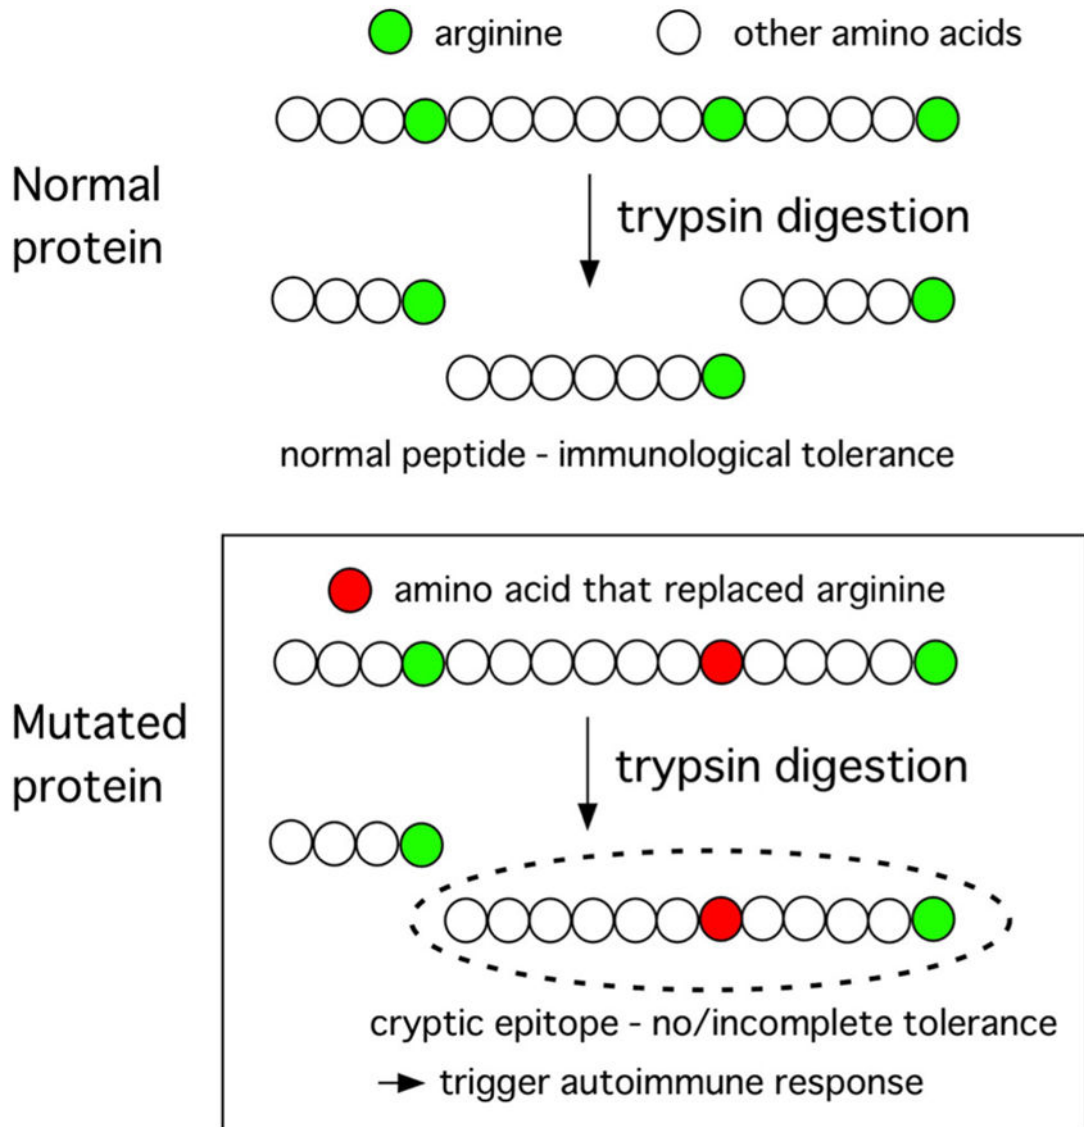 arginine other amino acids
Normal
protein
trypsin digestion
normal peptide - immunological tolerance
amino acid that replaced arginine
Mutated
protein
trypsin digestion
cryptic epitope - no/incomplete tolerance
trigger autoimmune response